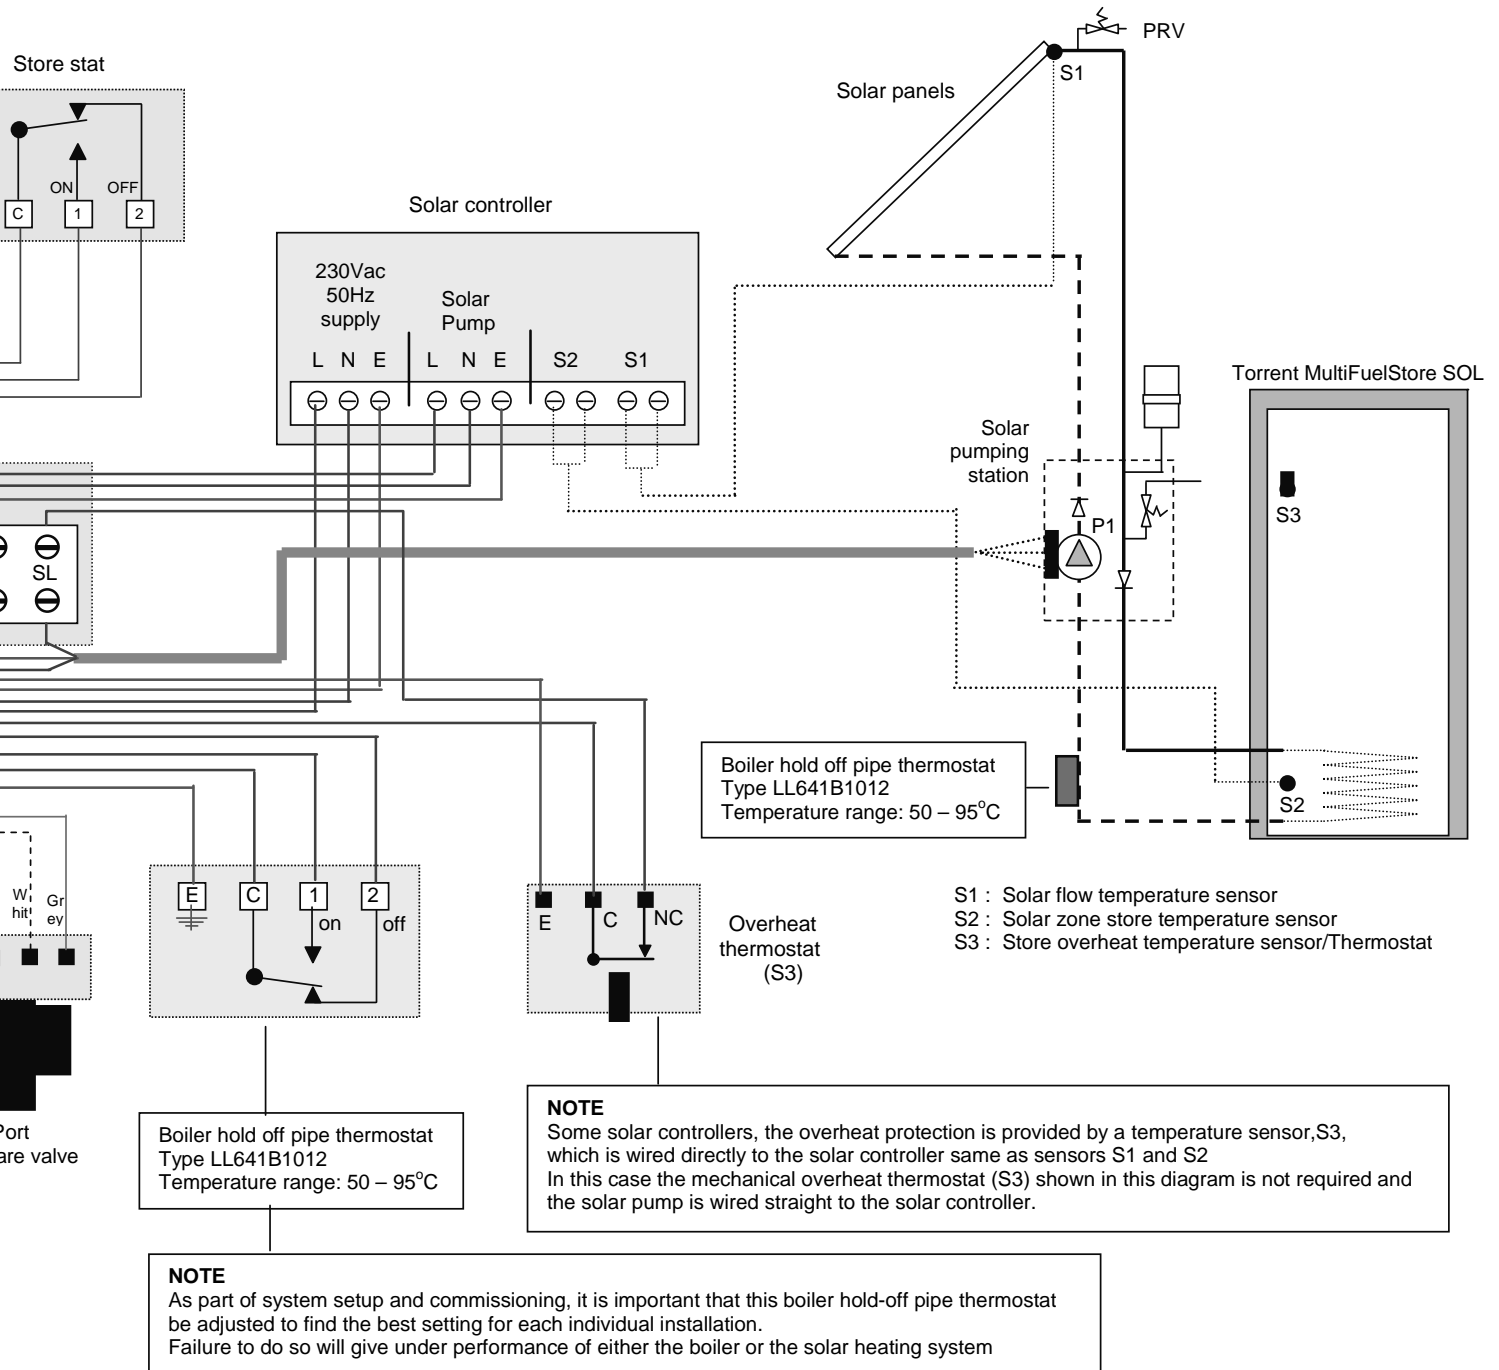 PRV
S1
Solar panels
Store stat
ON OFF
C 1 2
Solar controller
230Vac
50Hz
supply
Solar
Pump
L N E L N E S2 S1
Torrent MultiFuelStore SOL
Solar
pumping
station
S3
P1
SL
Boiler hold off pipe thermostat
Type LL641B1012
Temperature range: 50 – 95°C
S2
S1 : Solar flow temperature sensor
S2 : Solar zone store temperature sensor
S3 : Store overheat temperature sensor/Thermostat
W
hit
Gr
ey
E C 1 2
on off
E C NC
Overheat
thermostat
(S3)
Port
are valve
Boiler hold off pipe thermostat
Type LL641B1012
Temperature range: 50 – 95°C
NOTE
Some solar controllers, the overheat protection is provided by a temperature sensor,S3,
which is wired directly to the solar controller same as sensors S1 and S2
In this case the mechanical overheat thermostat (S3) shown in this diagram is not required and
the solar pump is wired straight to the solar controller.
NOTE
As part of system setup and commissioning, it is important that this boiler hold-off pipe thermostat
be adjusted to find the best setting for each individual installation.
Failure to do so will give under performance of either the boiler or the solar heating system